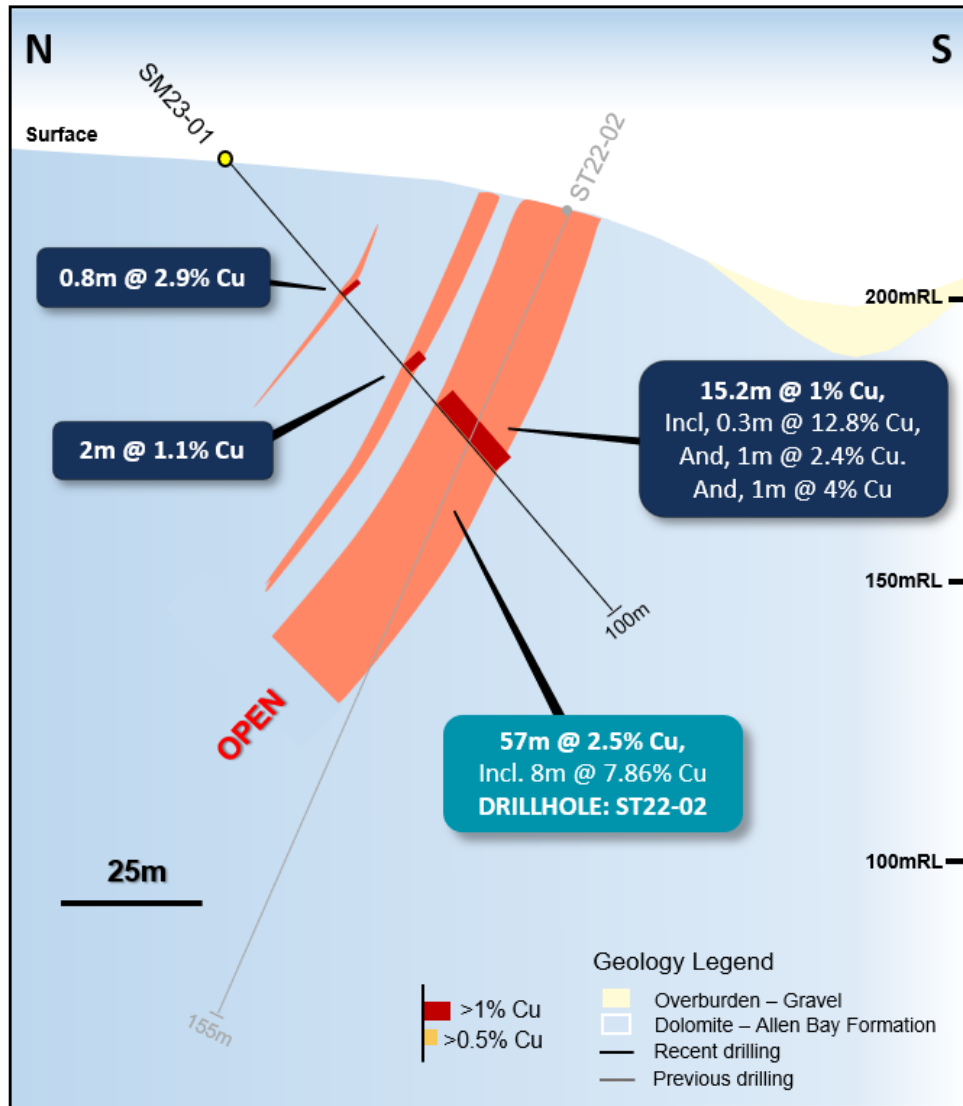 N
S
SM23-01
ST22-02
Surface
0.8m @ 2.9% Cu
200mRL
15.2m @ 1% Cu,
Incl, 0.3m @ 12.8% Cu,
And, 1m @ 2.4% Cu.
And, 1m @ 4% Cu
2m @ 1.1% Cu
150mRL
100m
OPEN
57m @ 2.5% Cu,
Incl. 8m @ 7.86% Cu
DRILLHOLE: ST22-02
100mRL
25m
155m
>1% Cu
>0.5% Cu
Geology Legend
Overburden – Gravel
Dolomite – Allen Bay Formation
Recent drilling
Previous drilling